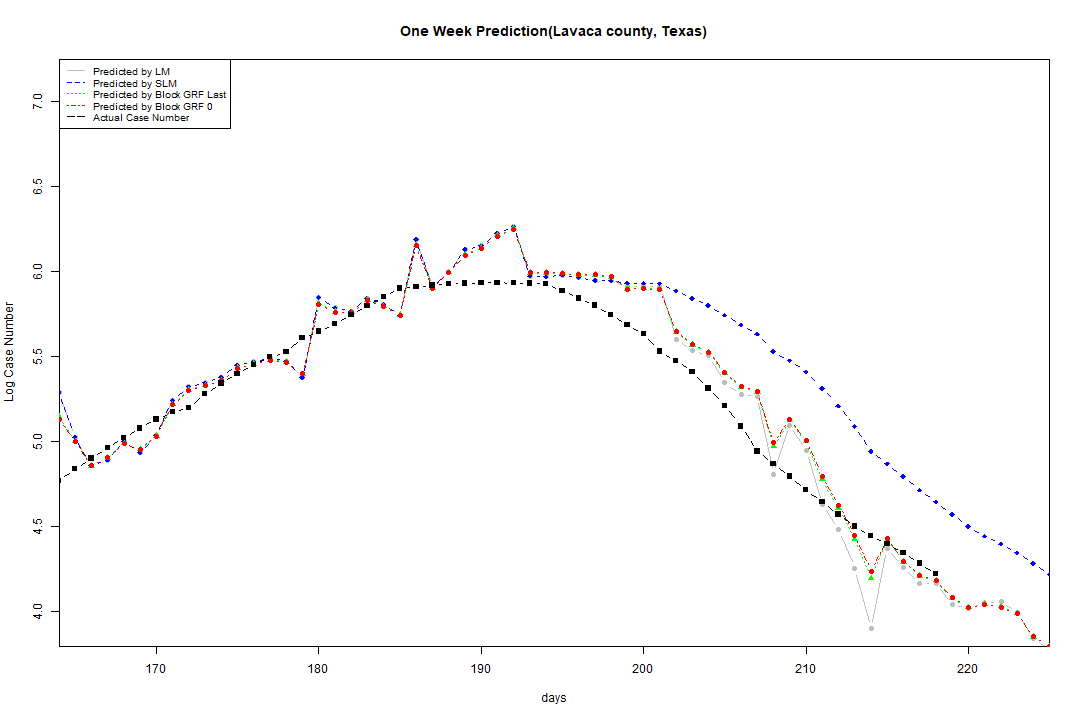 One Week Prediction(Lavaca county, Texas)
Predicted by LM
Predicted by SLM
Predicted by Block GRF Last
Predicted by Block GRF 0
Actual Case Number
7.0
6.5
6.0
5.5
5.0
4.5
4.0
Log Case Number
170 180 190 200 210 220
days